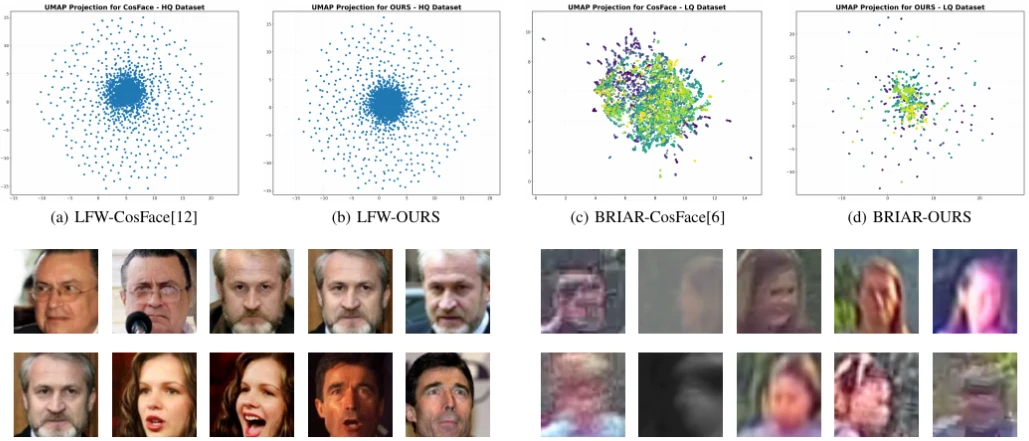 UMAP Projection for CosFace - HQ Dataset
UMAP Projection for OURS - HQ Dataset
UMAP Projection for CosFace - LQ Dataset
UMAP Projection for OURS - LQ Dataset
(a) LFW-CosFace[12]
(b) LFW-OURS
(c) BRIAR-CosFace[6]
(d) BRIAR-OURS